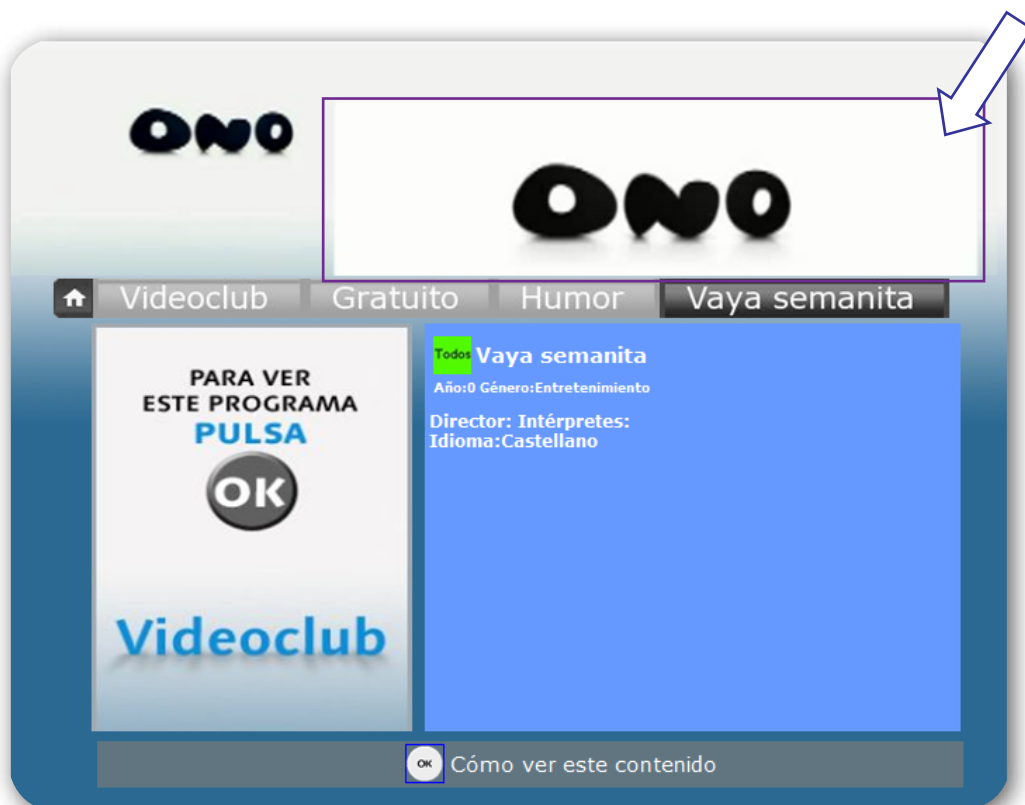 ONO
ONO
Videoclub Gratuito Humor Vaya semanita
PARA VER
ESTE PROGRAMA
PULSA
OK
Videoclub
Todos Vaya semanita
Año:0 Género:Entretenimiento
Director: Intérpretes:
Idioma:Castellano
OK Cómo ver este contenido